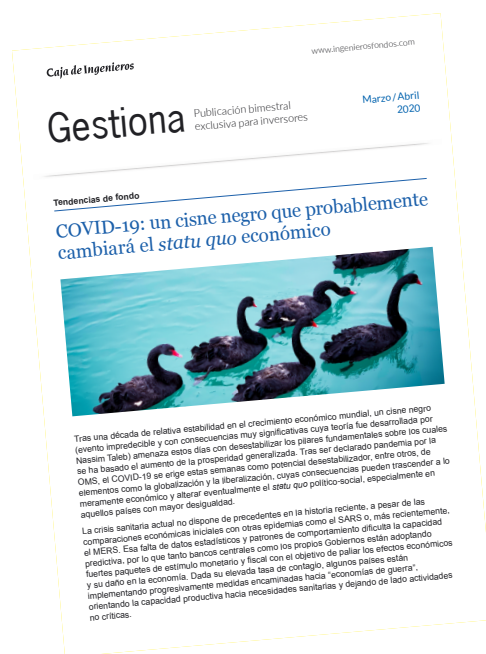 www.ingenierosfondos.com
Caja de Ingenieros
Gestiona
Publicación bimestral
exclusiva para inversores
Marzo / Abril
2020
Tendencias de fondo
COVID-19: un cisne negro que probablemente
cambiará el statu quo económico
Tras una década de relativa estabilidad en el crecimiento económico mundial, un cisne negro
(evento impredecible y con consecuencias muy significativas cuya teoría fue desarrollada por
Nassim Taleb) amenaza estos días con desestabilizar los pilares fundamentales sobre los cuales
se ha basado el aumento de la prosperidad generalizada. Tras ser declarado pandemia por la
OMS, el COVID-19 se erige estas semanas como potencial desestabilizador, entre otros, de
elementos como la globalización y la liberalización, cuyas consecuencias pueden trascender a lo
meramente económico y alterar eventualmente el statu quo político-social, especialmente en
aquellos países con mayor desigualdad.
La crisis sanitaria actual no dispone de precedentes en la historia reciente, a pesar de las
comparaciones económicas iniciales con otras epidemias como el SARS o, más recientemente,
el MERS. Esa falta de datos estadísticos y patrones de comportamiento dificulta la capacidad
predictiva, por lo que tanto bancos centrales como los propios Gobiernos están adoptando
fuertes paquetes de estímulo monetario y fiscal con el objetivo de paliar los efectos económicos
y su daño en la economía. Dada su elevada tasa de contagio, algunos países están
implementando progresivamente medidas encaminadas hacia “economías de guerra”,
orientando la capacidad productiva hacia necesidades sanitarias y dejando de lado actividades
no críticas.